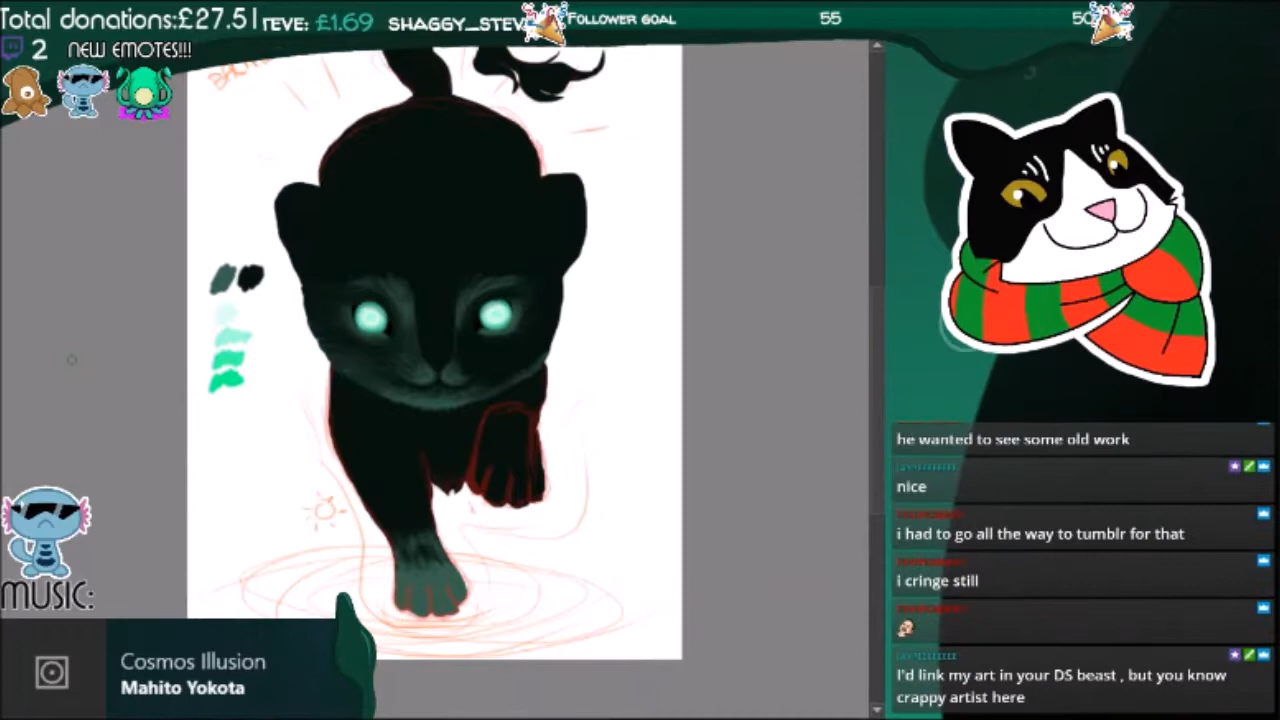 Total donations:£27.51
TEVE: £1.69 SHAGGY_STEV
Follower goal 55 50
2 NEW EMOTES!!!
MUSIC:
Cosmos Illusion
Mahito Yokota
he wanted to see some old work
nice
i had to go all the way to tumblr for that
i cringe still
I'd link my art in your DS beast , but you know
crappy artist here